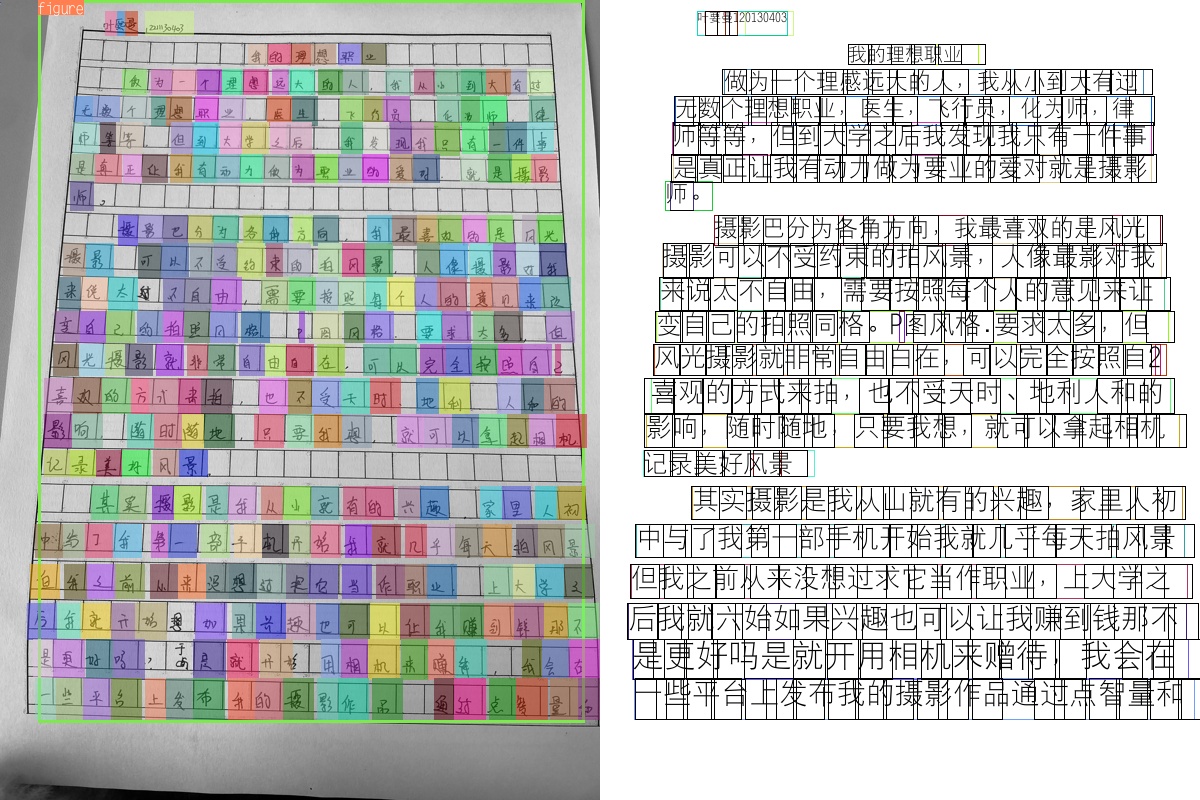 figure
我的理想职业
做为一个理想远大的人，我从小到大有过
无数个理想职业，医生，飞行员，化为师，律
师等等，但到大学之后我发现我只有一件事
是真正让我有动力做为职业的爱对，就是摄影
师。
摄影巴分为各角方向，我最喜欢的是风光
摄影可以不受约束的拍风景，人像摄影对我
来说太不自由，需要按照每个人的意见来
变自己的拍照风格。P图风格.要求太多，但
风光摄影就非常自由自在，可以完全按照自己
喜欢的方式来拍，也不受天时、地利人和的
影响，随时随地，只要我想，就可以拿起相机
记录美好风景.
其实摄影是我从小就有的兴趣，家里人初
中与了我第一部手机开始我就几乎每天拍风景
但我之前从来没想过把它当作职业，上大学之
后我就开始想如果兴趣也可以让我赚到钱那不
是更好吗，于是就开始用相机来赚钱，我会在
一些平台上发布我的摄影作品通过点赞量和
叶要曼120130403
我的理想职业
做为一个理感远大的人，我从小到大有过
无数个理想职业，医生，飞行员，化为师，律
师等等，但到大学之后我发现我只有一件事
是真正让我有动力做为要业的爱对就是摄影
师。
摄影巴分为各角方向，我最喜双的是风光
摄影可以不受约束的拍风景，人像最影对我
来说太不自由，需要按照每个人的意见来让
变自己的拍照同格。P图风格.要求太多，但
风光摄影就非常自由白在，可以完全按照自2
喜观的方式来拍，也不受天时、地利人和的
影响，随时随地，只要我想，就可以拿起相机
记录美好风景
其实摄影是我从山就有的兴趣，家里人初
中与了我第一部手机开始我就几乎每天拍风景
但我之前从来没想过求它当作职业，上大学之
后我就六始如果兴趣也可以让我赚到钱那不
是更好吗是就开用相机来赠待，我会在
一些平台上发布我的摄影作品通过点智量和